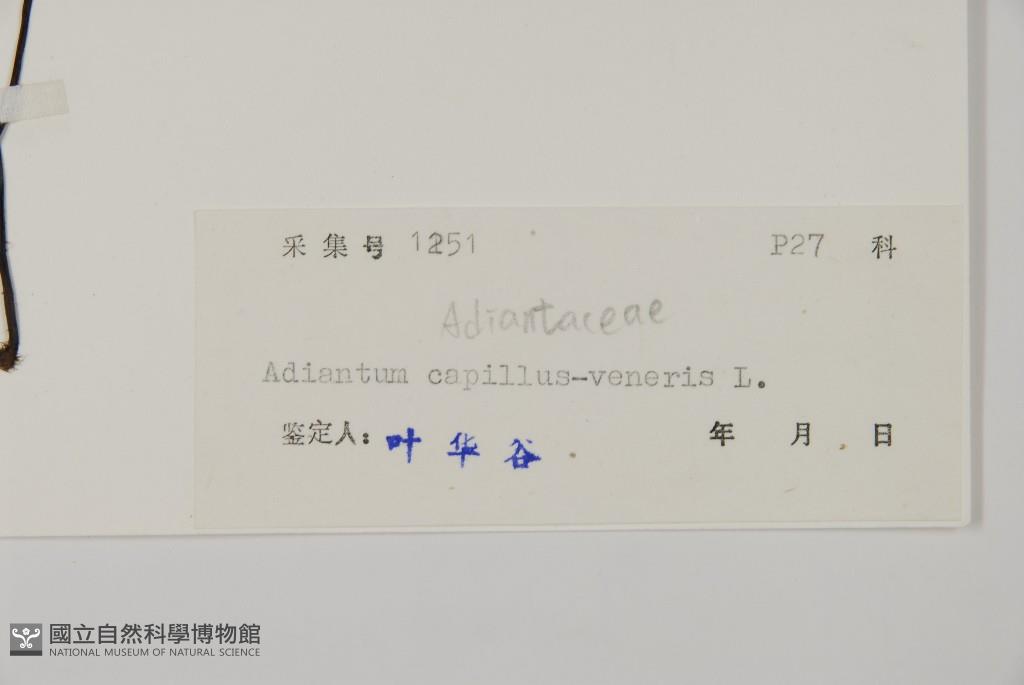 采集号 1251 P27 科
Adiantaceae
Adiantum capillus-veneris L.
鉴定人: 叶华谷 年 月 日
國立自然科學博物館
NATIONAL MUSEUM OF NATURAL SCIENCE